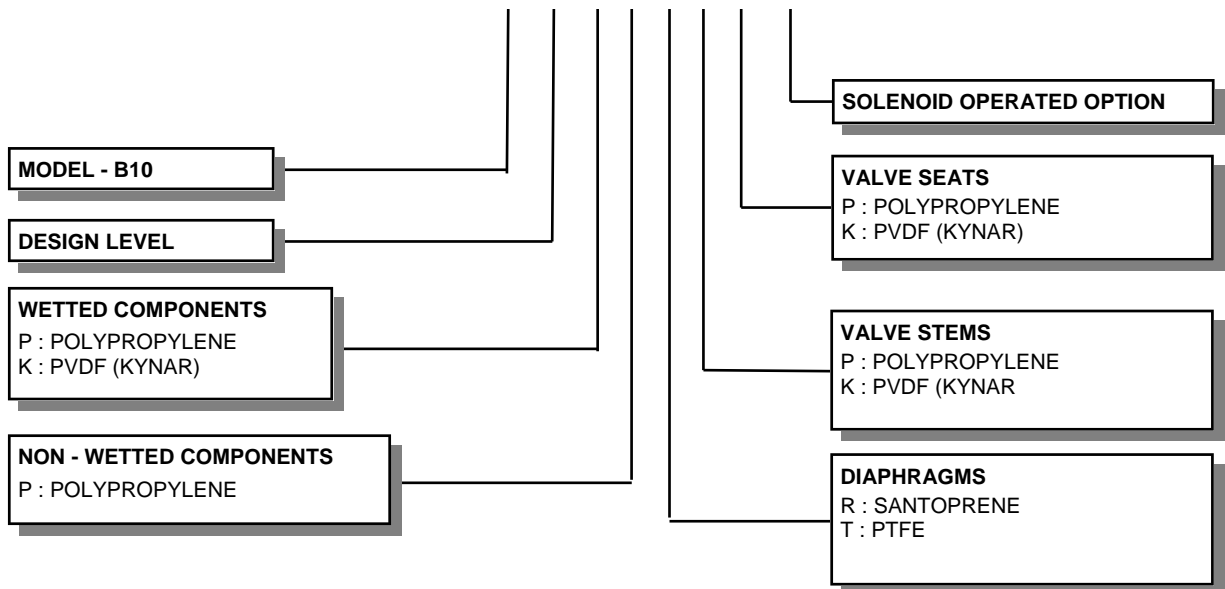 MODEL - B10
DESIGN LEVEL
WETTED COMPONENTS
P : POLYPROPYLENE
K : PVDF (KYNAR)
NON - WETTED COMPONENTS
P : POLYPROPYLENE
SOLENOID OPERATED OPTION
VALVE SEATS
P : POLYPROPYLENE
K : PVDF (KYNAR)
VALVE STEMS
P : POLYPROPYLENE
K : PVDF (KYNAR
DIAPHRAGMS
R : SANTOPRENE
T : PTFE